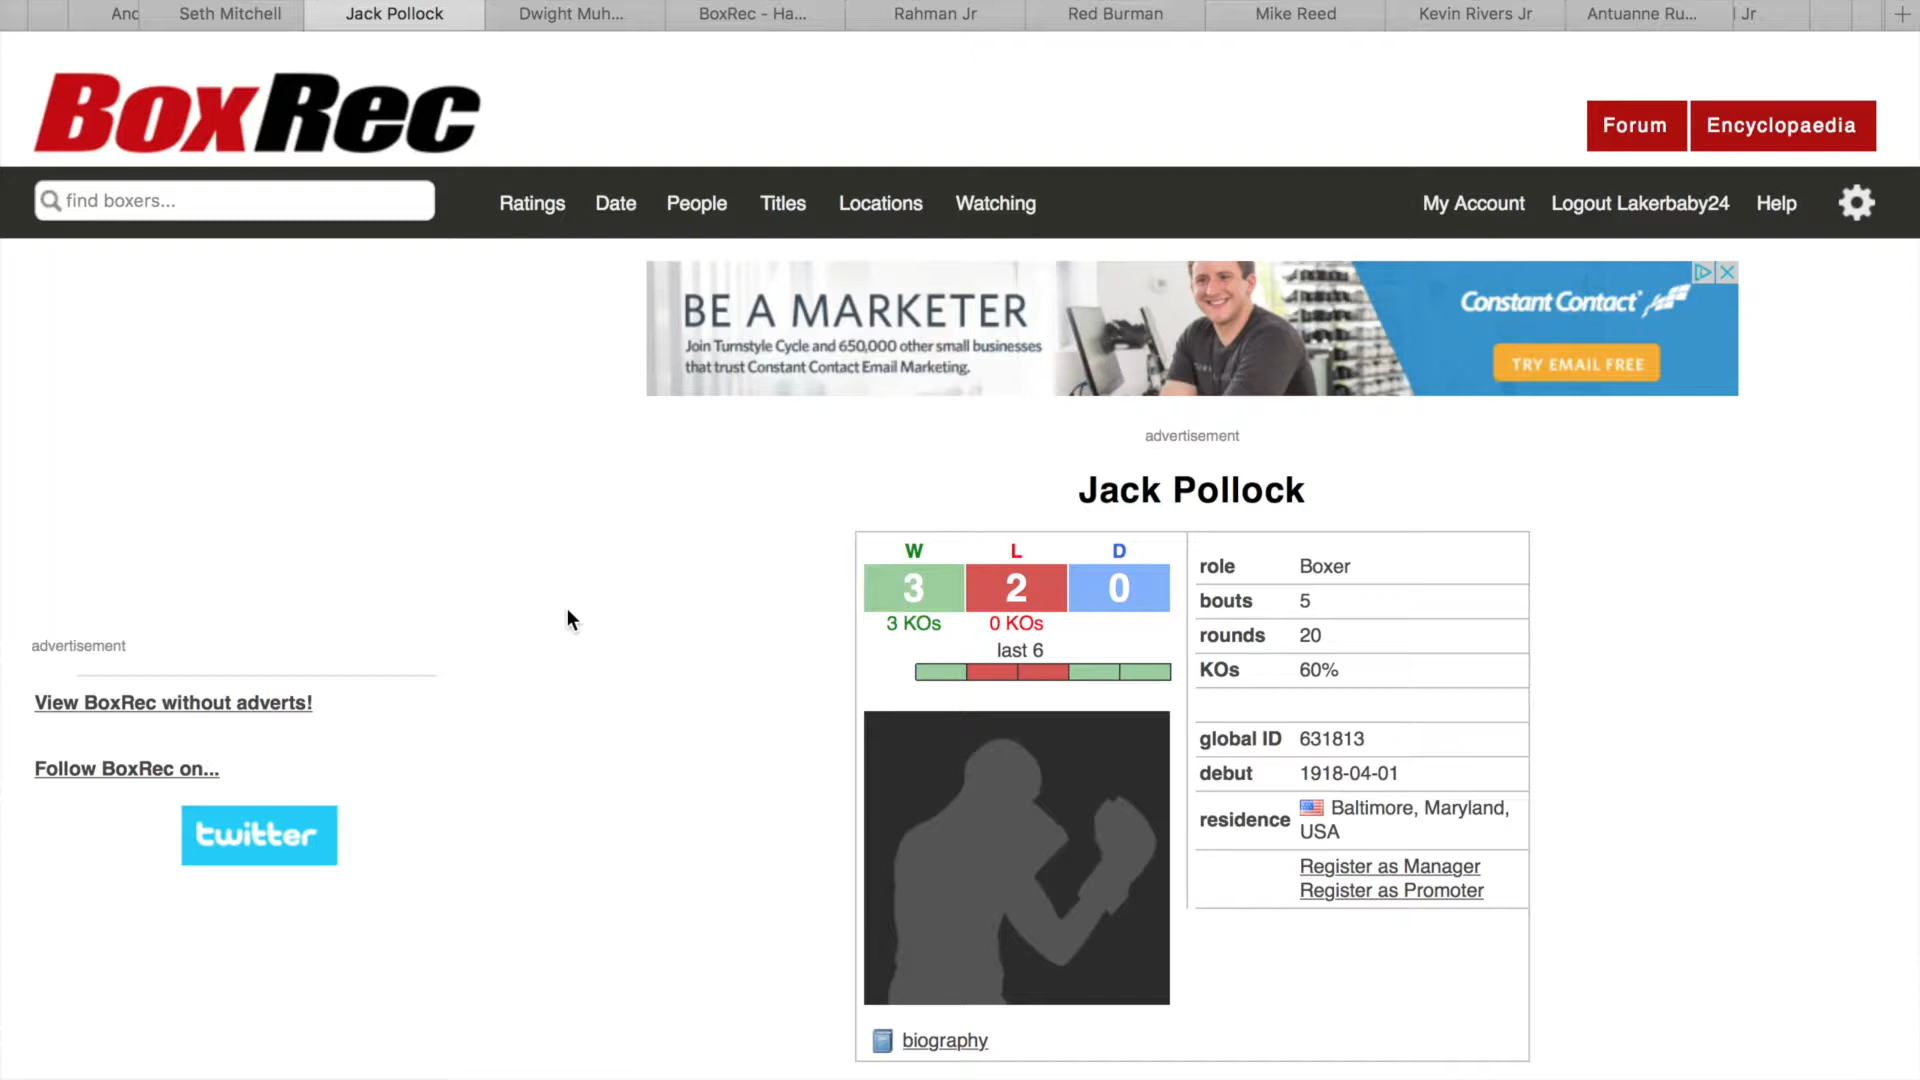 And
Seth Mitchell
Jack Pollock
Dwight Muh...
BoxRec - Ha...
Rahman Jr
Red Burman
Mike Reed
Kevin Rivers Jr
Antuanne Ru...
Jr
BoxRec
Forum
Encyclopaedia
find boxers...
Ratings
Date
People
Titles
Locations
Watching
My Account
Logout Lakerbaby24
Help
BE A MARKETER
Join Turnstyle Cycle and 650,000 other small businesses
that trust Constant Contact Email Marketing.
Constant Contact
TRY EMAIL FREE
advertisement
Jack Pollock
W L D
3 2 0
3 KOs 0 KOs
last 6
role Boxer
bouts 5
rounds 20
KOs 60%
global ID 631813
debut 1918-04-01
residence Baltimore, Maryland,
USA
Register as Manager
Register as Promoter
biography
advertisement
View BoxRec without adverts!
Follow BoxRec on...
twitter